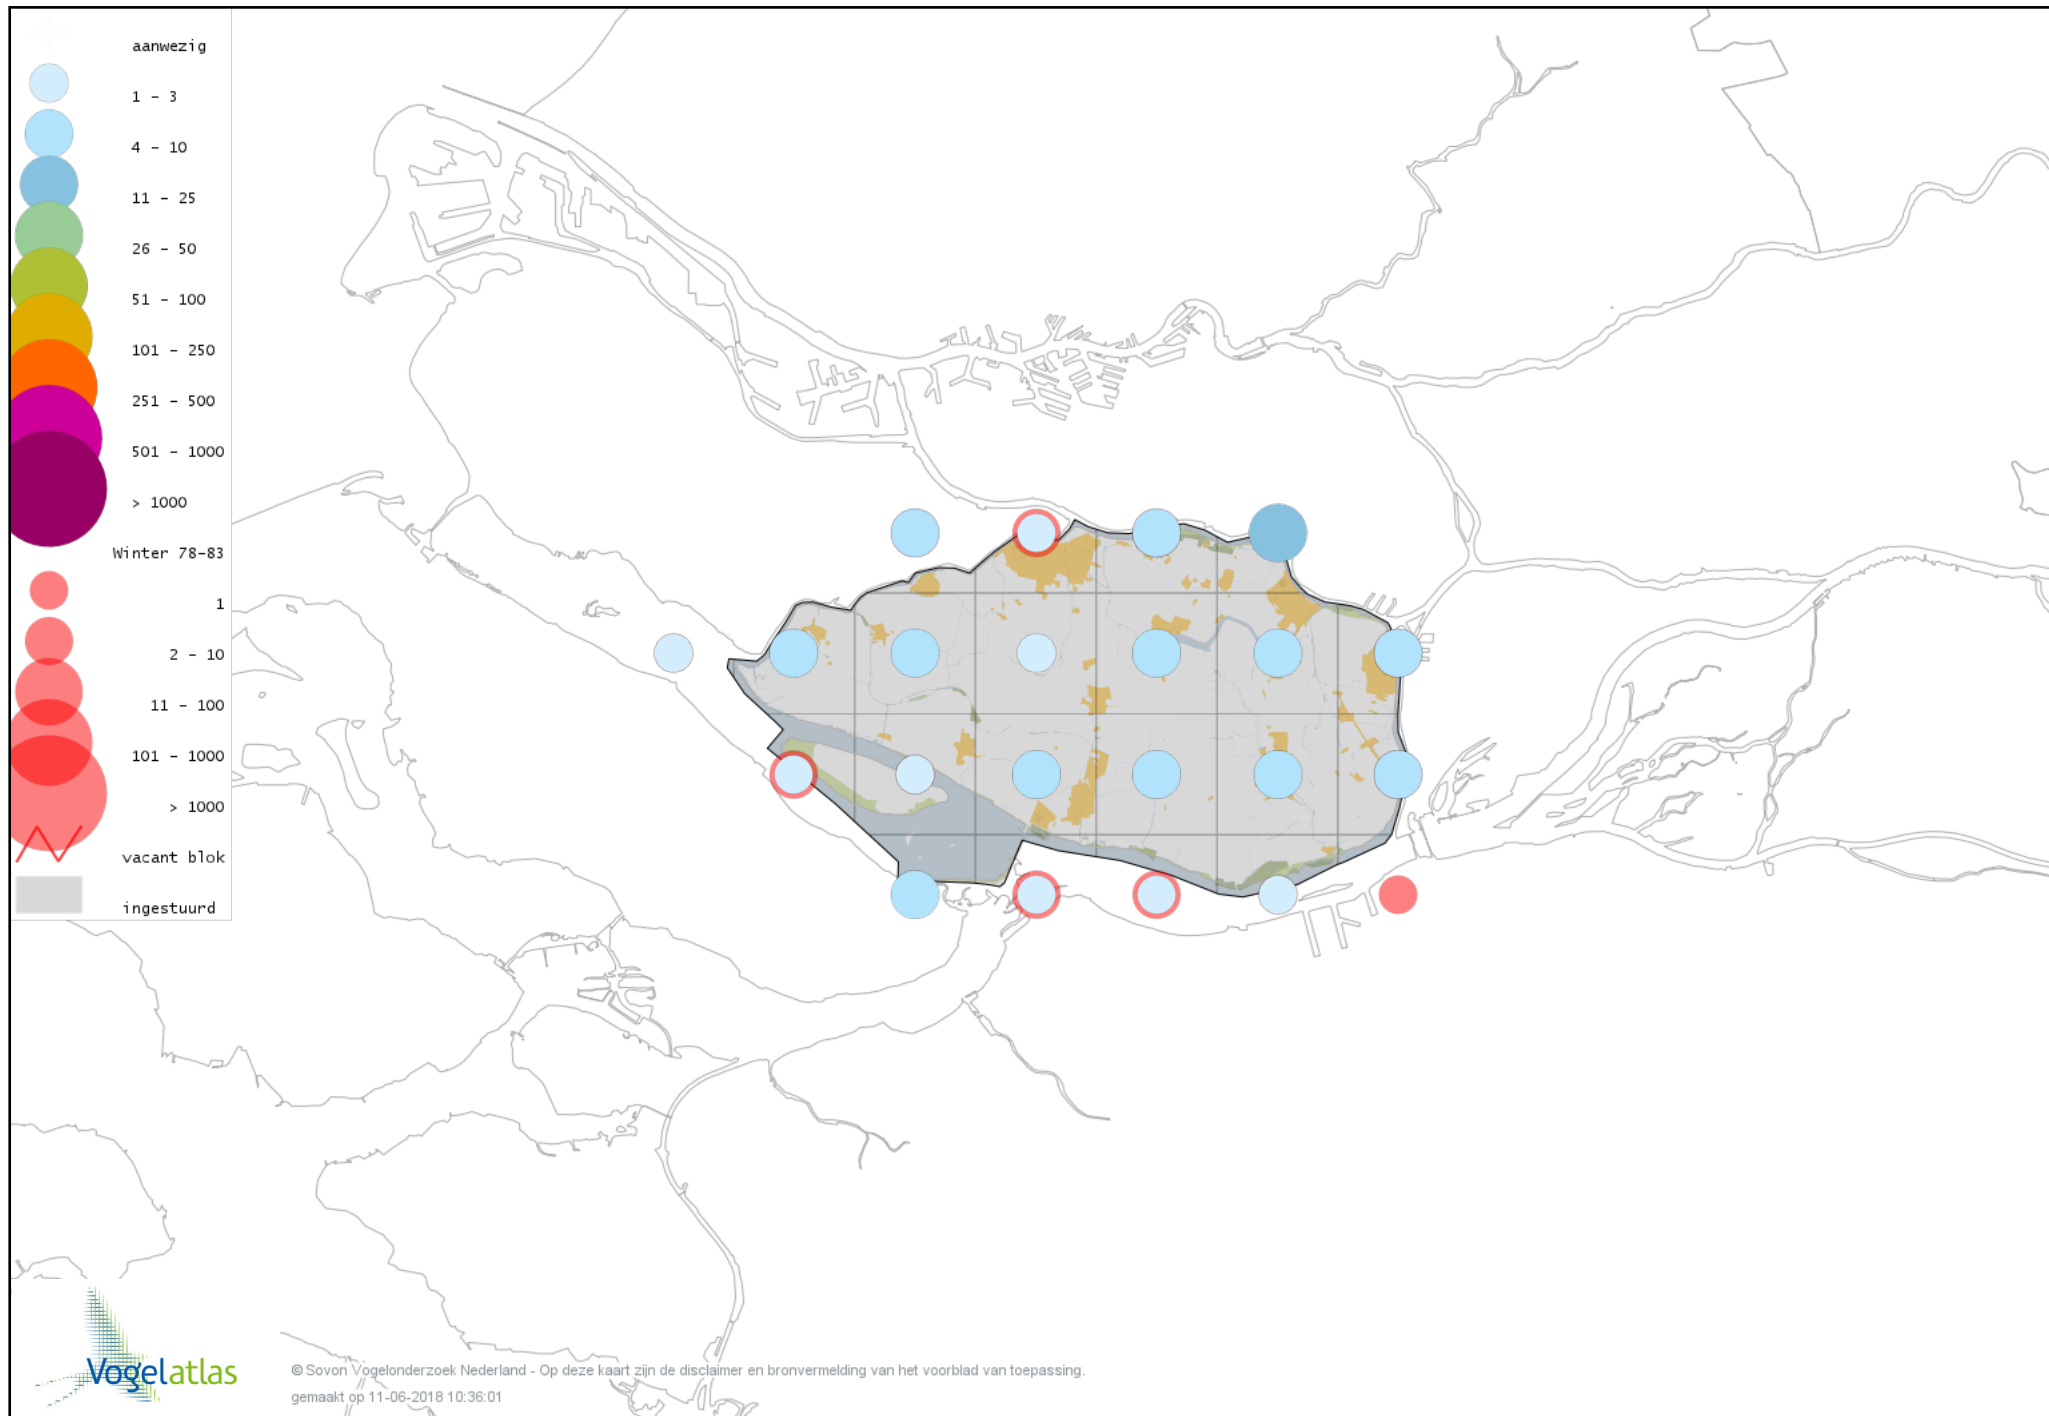 aanwezig
1 - 3
4 - 10
11 - 25
26 - 50
51 - 100
101 - 250
251 - 500
501 - 1000
> 1000
Winter 78-83
1
2 - 10
11 - 100
101 - 1000
> 1000
vacant blok
ingestuurd
Vogelatlas
© Sovon Vogelonderzoek Nederland - Op deze kaart zijn de disclaimer en bronvermelding van het voorblad van toepassing.
gemaakt op 11-06-2018 10:36:01